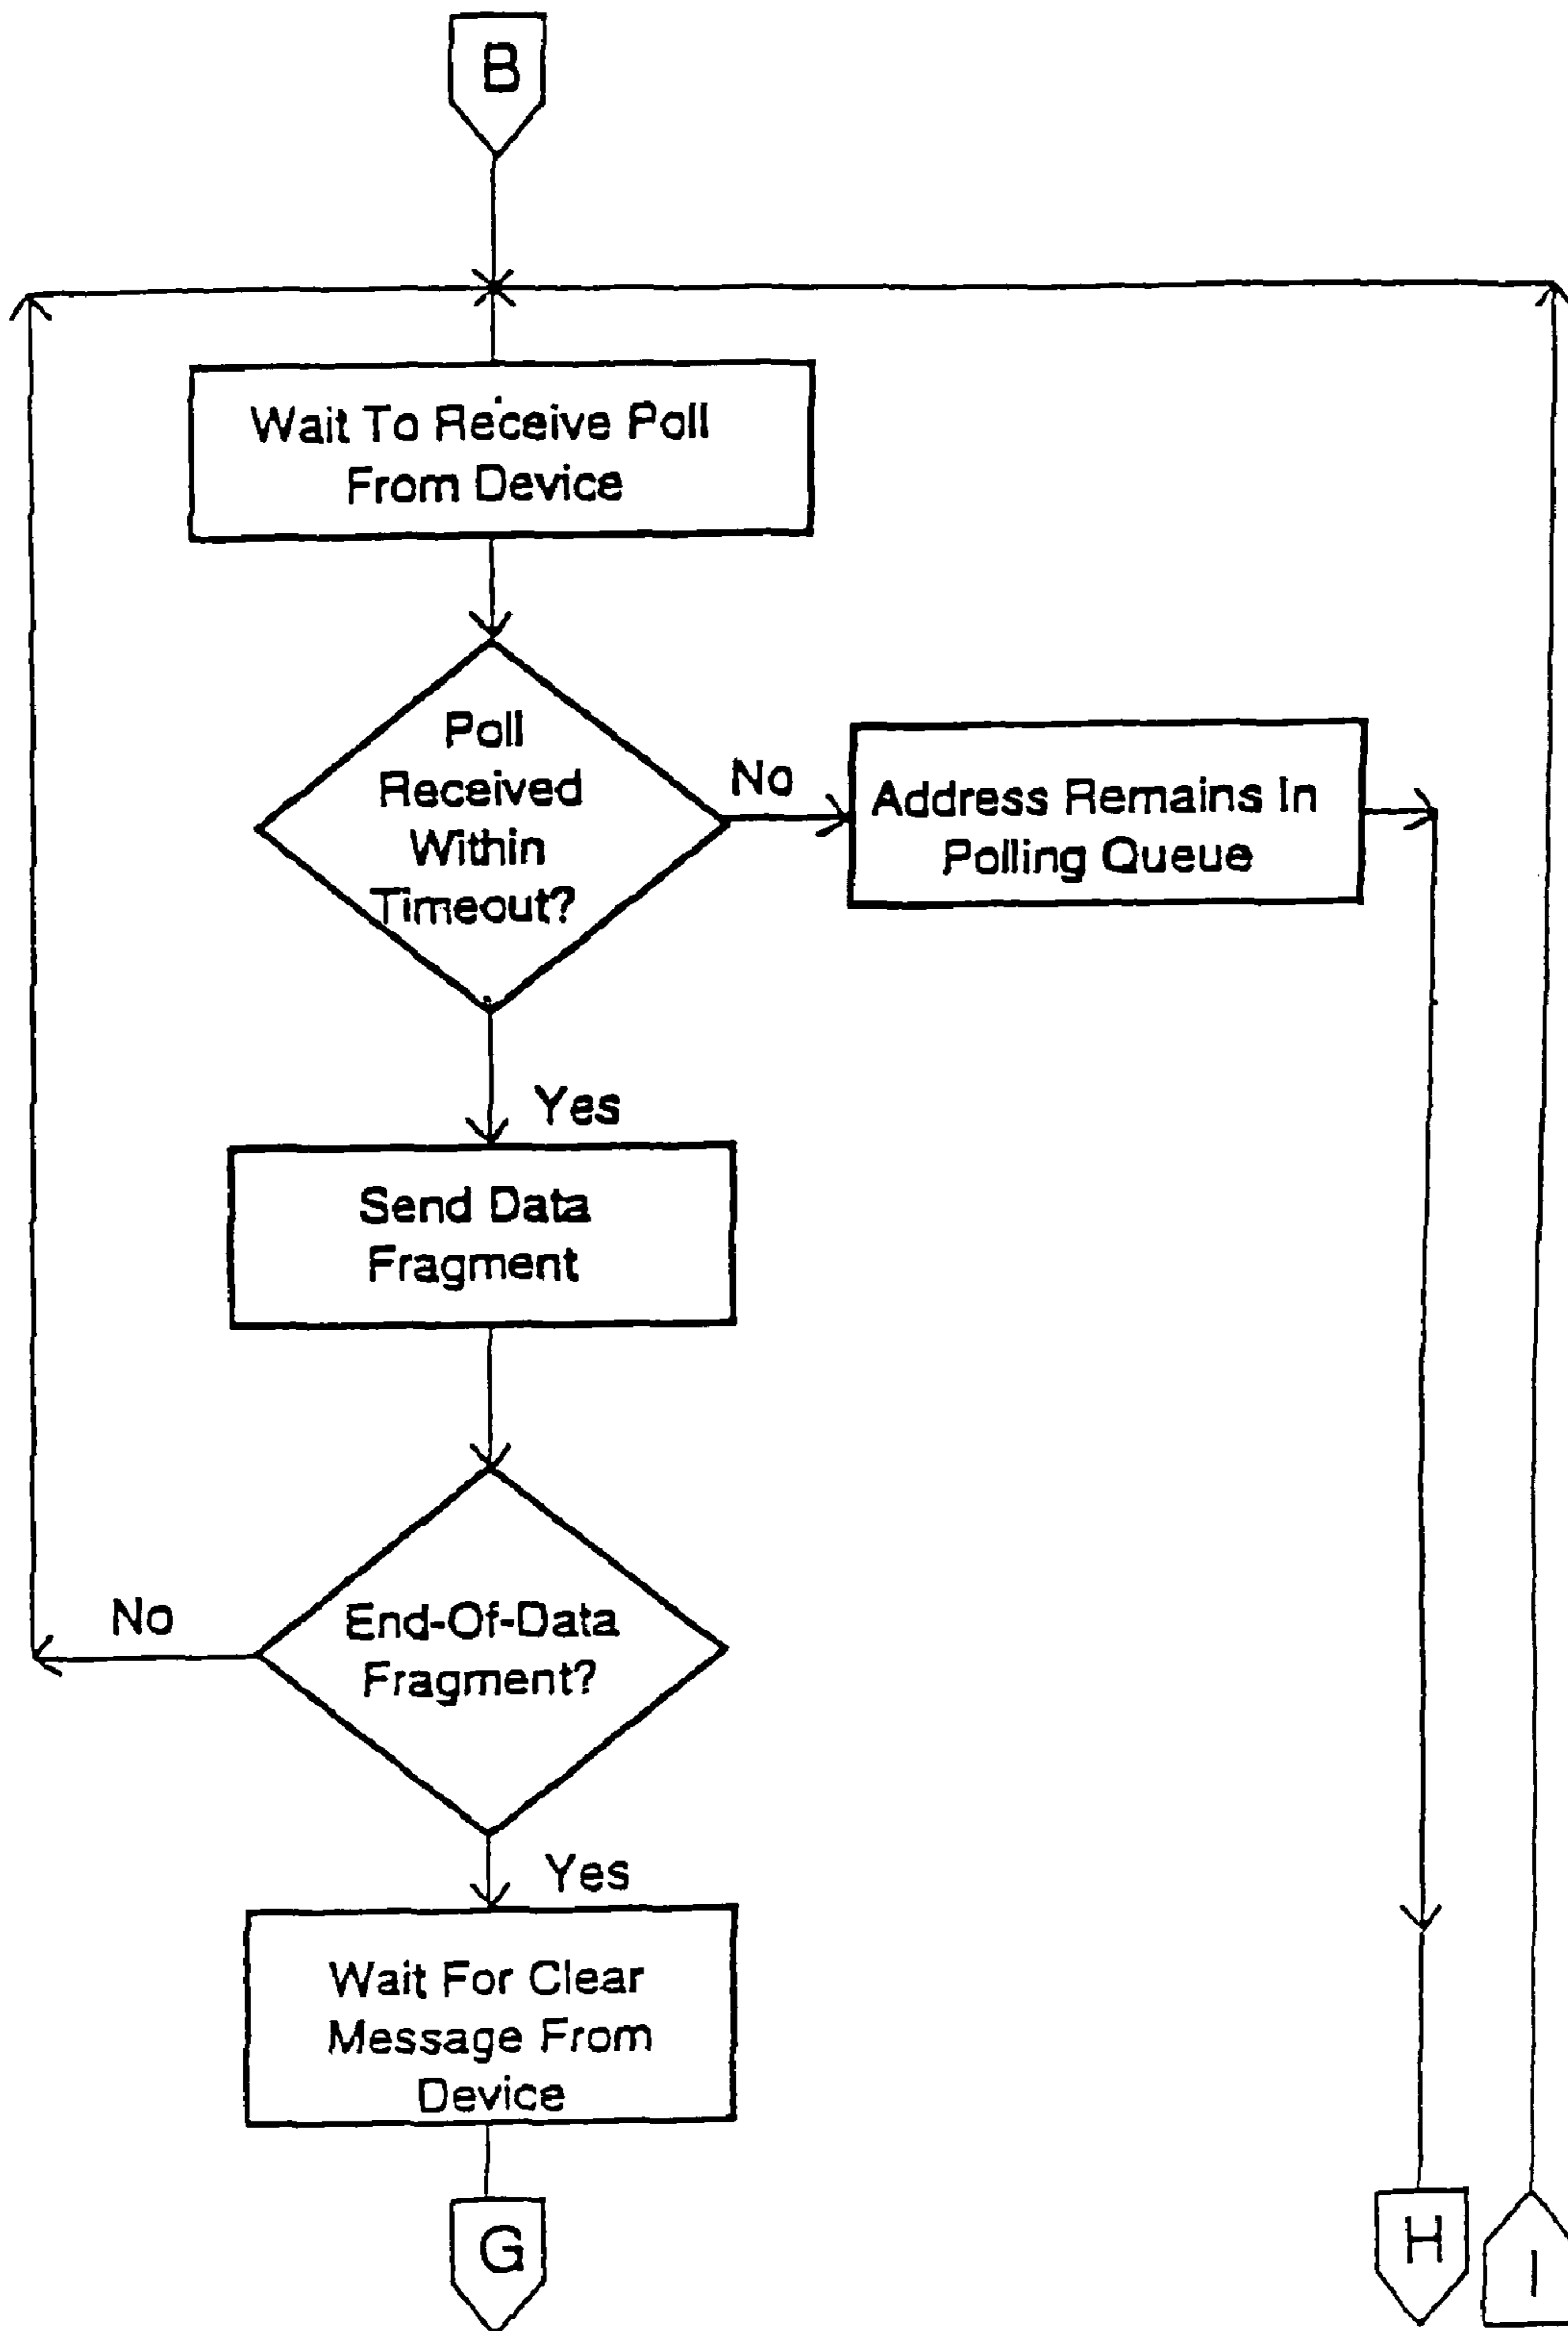 B
Wait To Receive Poll
From Device
Poll
Received
Within
Timeout?
No
Address Remains In
Polling Queue
Yes
Send Data
Fragment
No
End-Of-Data
Fragment?
Yes
Wait For Clear
Message From
Device
G
H
I